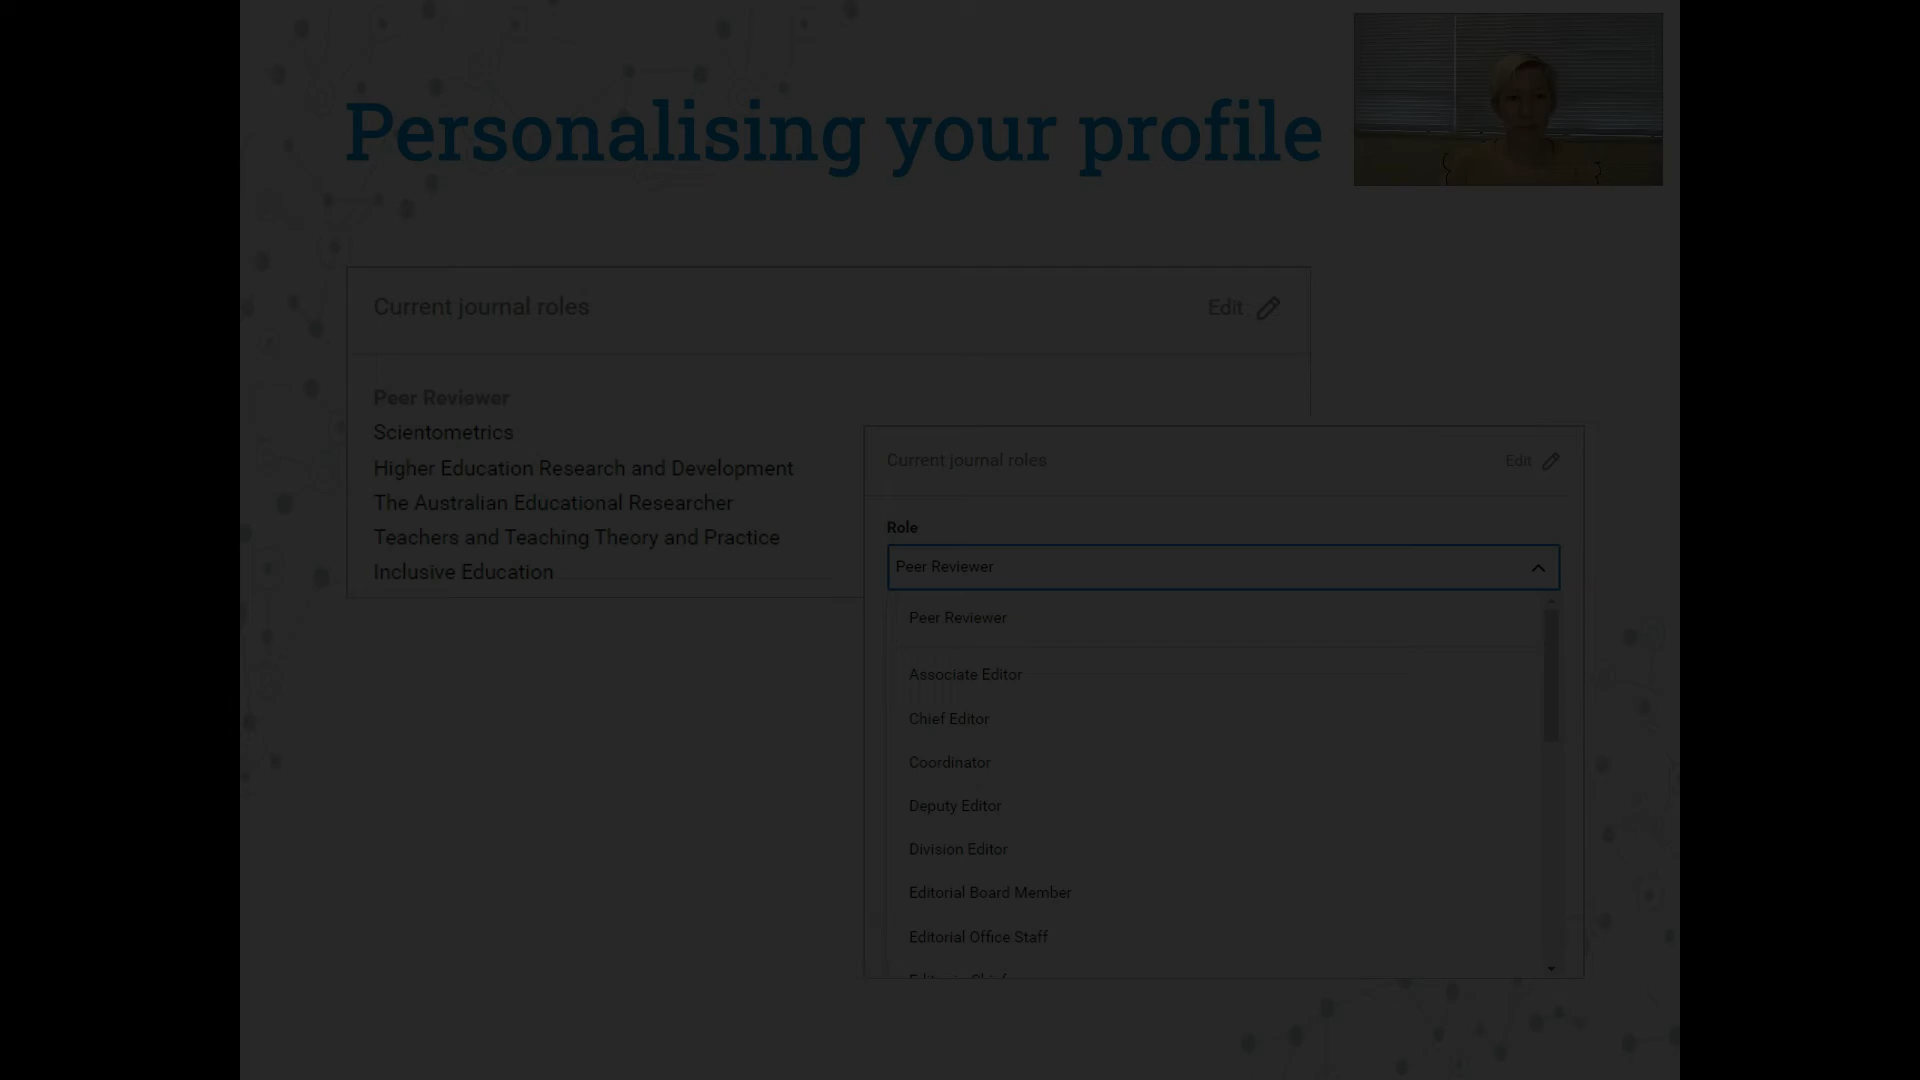 Personalising your profile
Current journal roles
Edit
Peer Reviewer
Scientometrics
Higher Education Research and Development
The Australian Educational Researcher
Teachers and Teaching Theory and Practice
Inclusive Education
Current journal roles
Edit
Role
Peer Reviewer
Peer Reviewer
Associate Editor
Chief Editor
Coordinator
Deputy Editor
Division Editor
Editorial Board Member
Editorial Office Staff